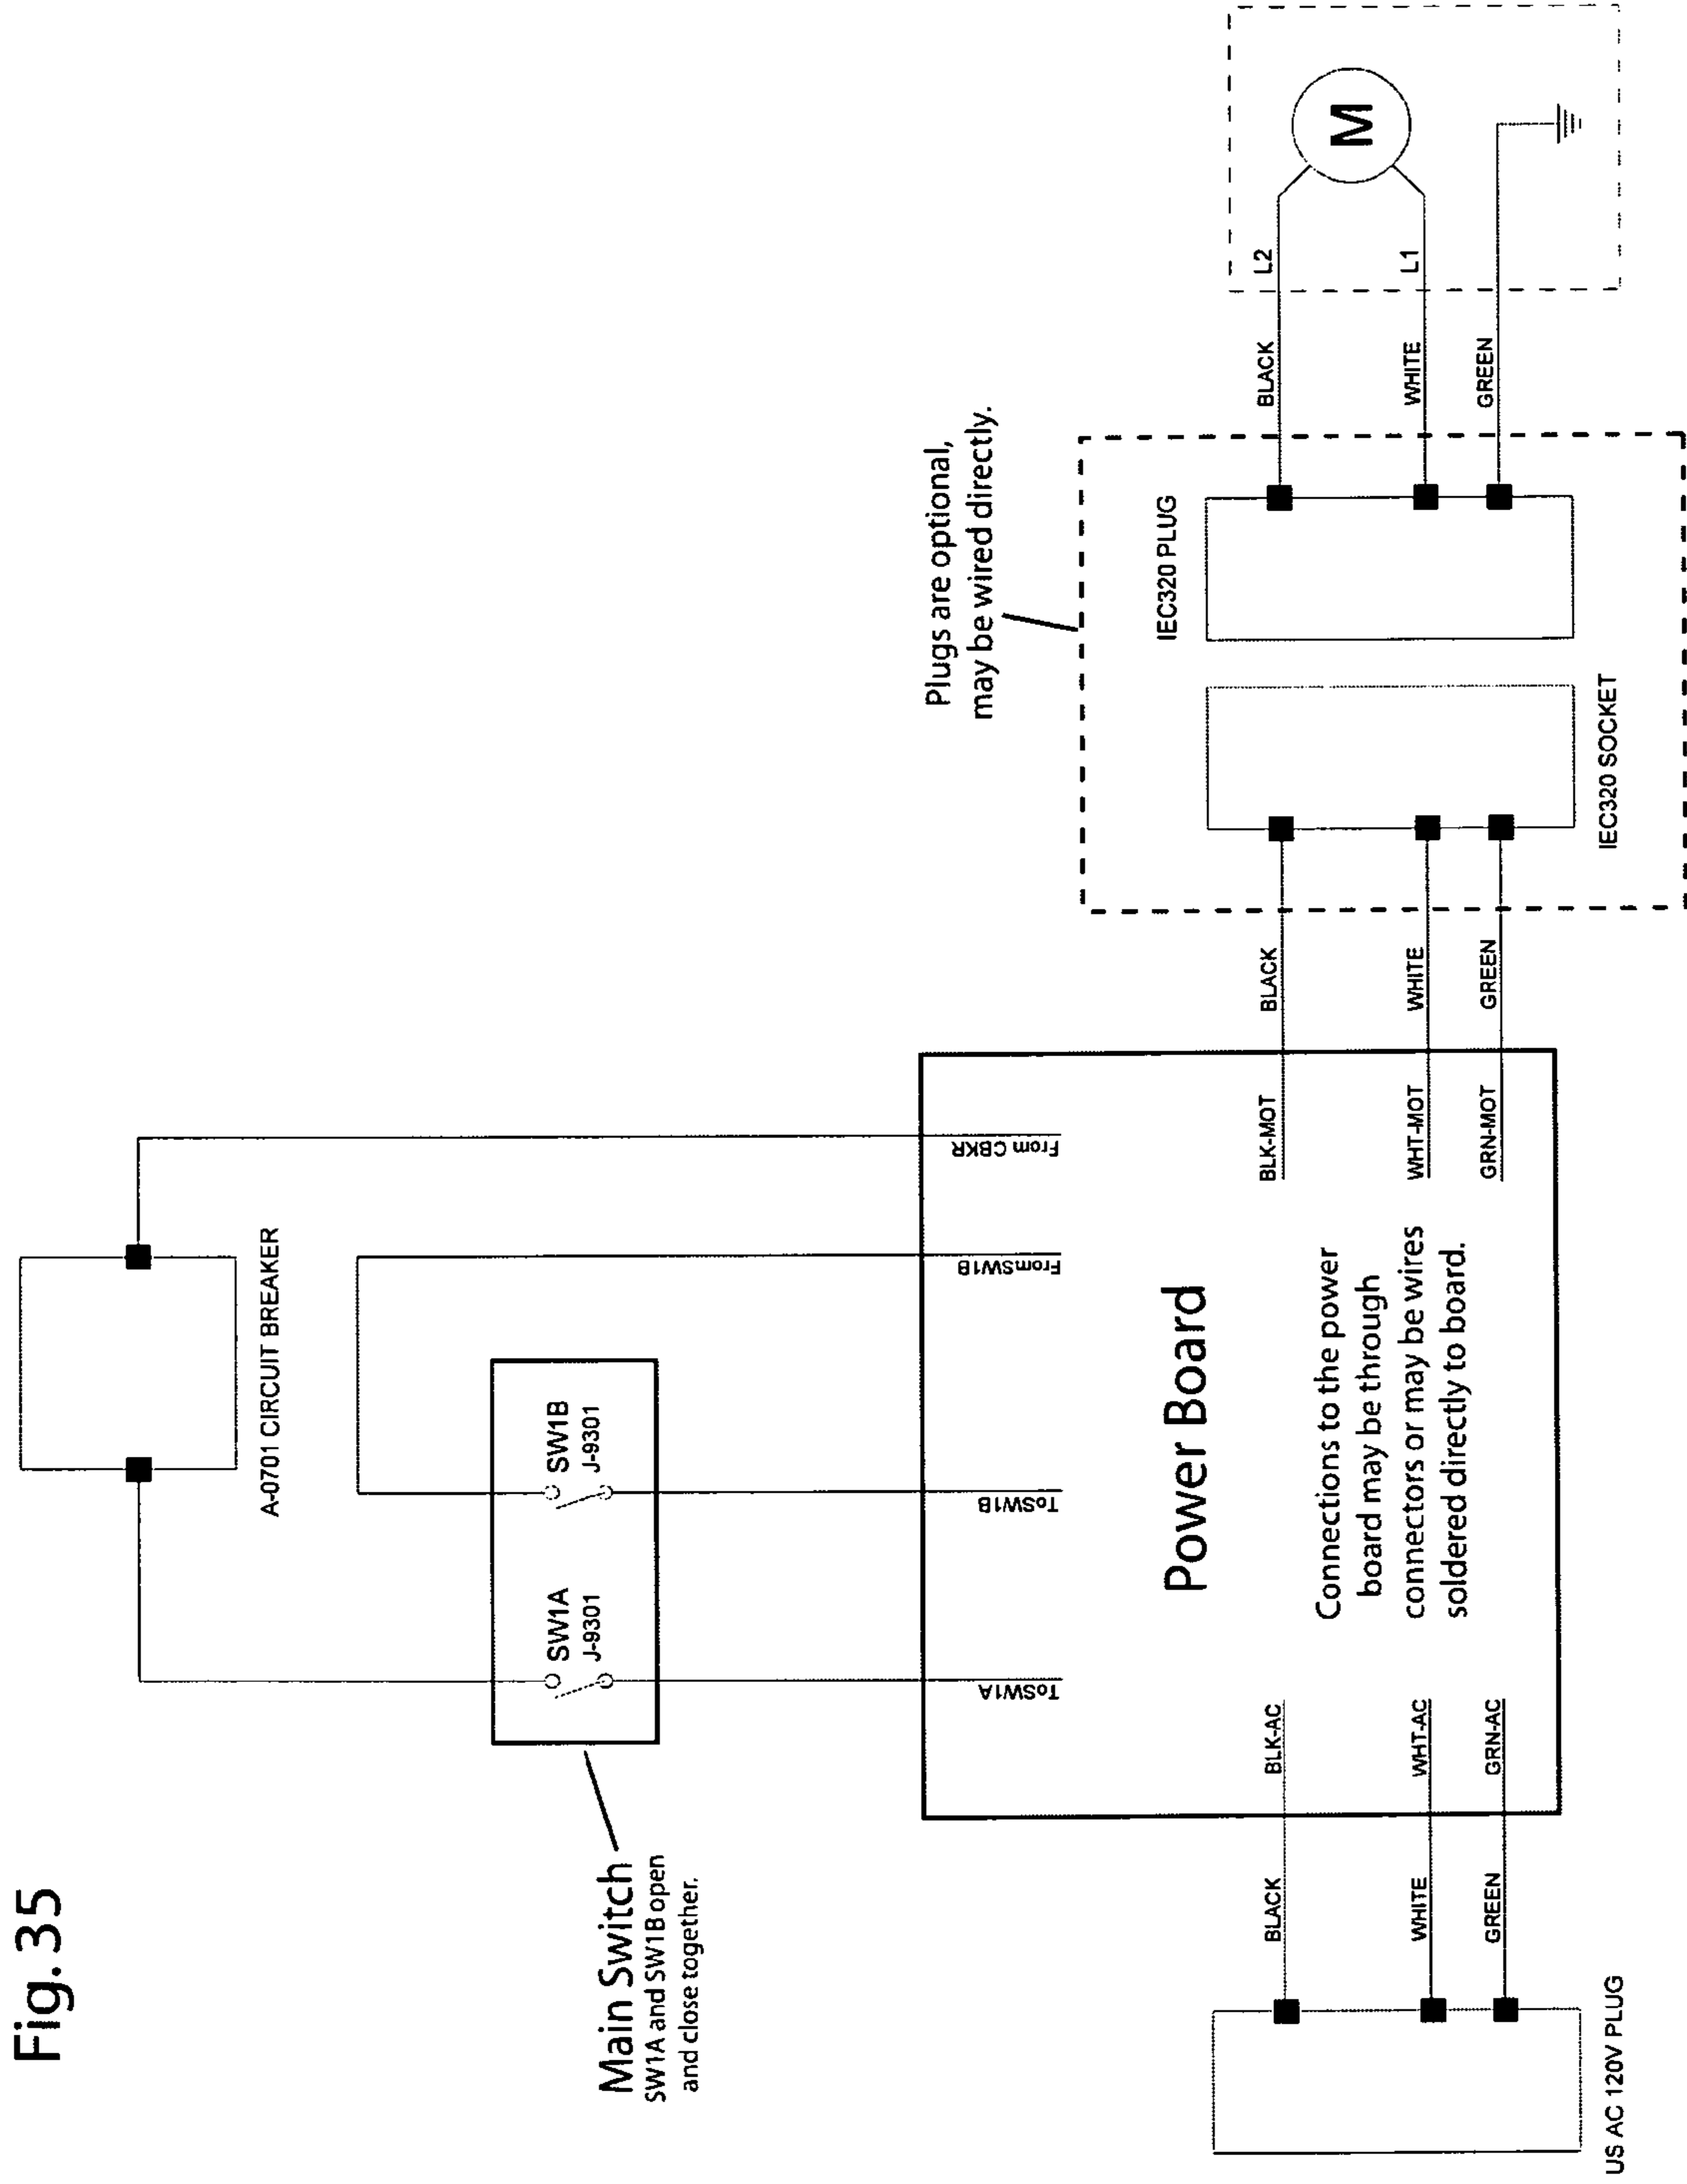 Fig. 35
A-0701 CIRCUIT BREAKER
Main Switch
SW1A and SW1B open
and close together.
SW1A
J-9301
SW1B
J-9301
ToSW1A
ToSW1B
FromSW1B
From CBKR
Plugs are optional,
may be wired directly.
Power Board
Connections to the power
board may be through
connectors or may be wires
soldered directly to board.
BLACK
BLK-AC
WHITE
WHT-AC
GREEN
GRN-AC
US AC 120V PLUG
BLK-MOT
BLACK
WHT-MOT
WHITE
GRN-MOT
GREEN
IEC320 SOCKET
IEC320 PLUG
BLACK
L2
WHITE
L1
GREEN
M